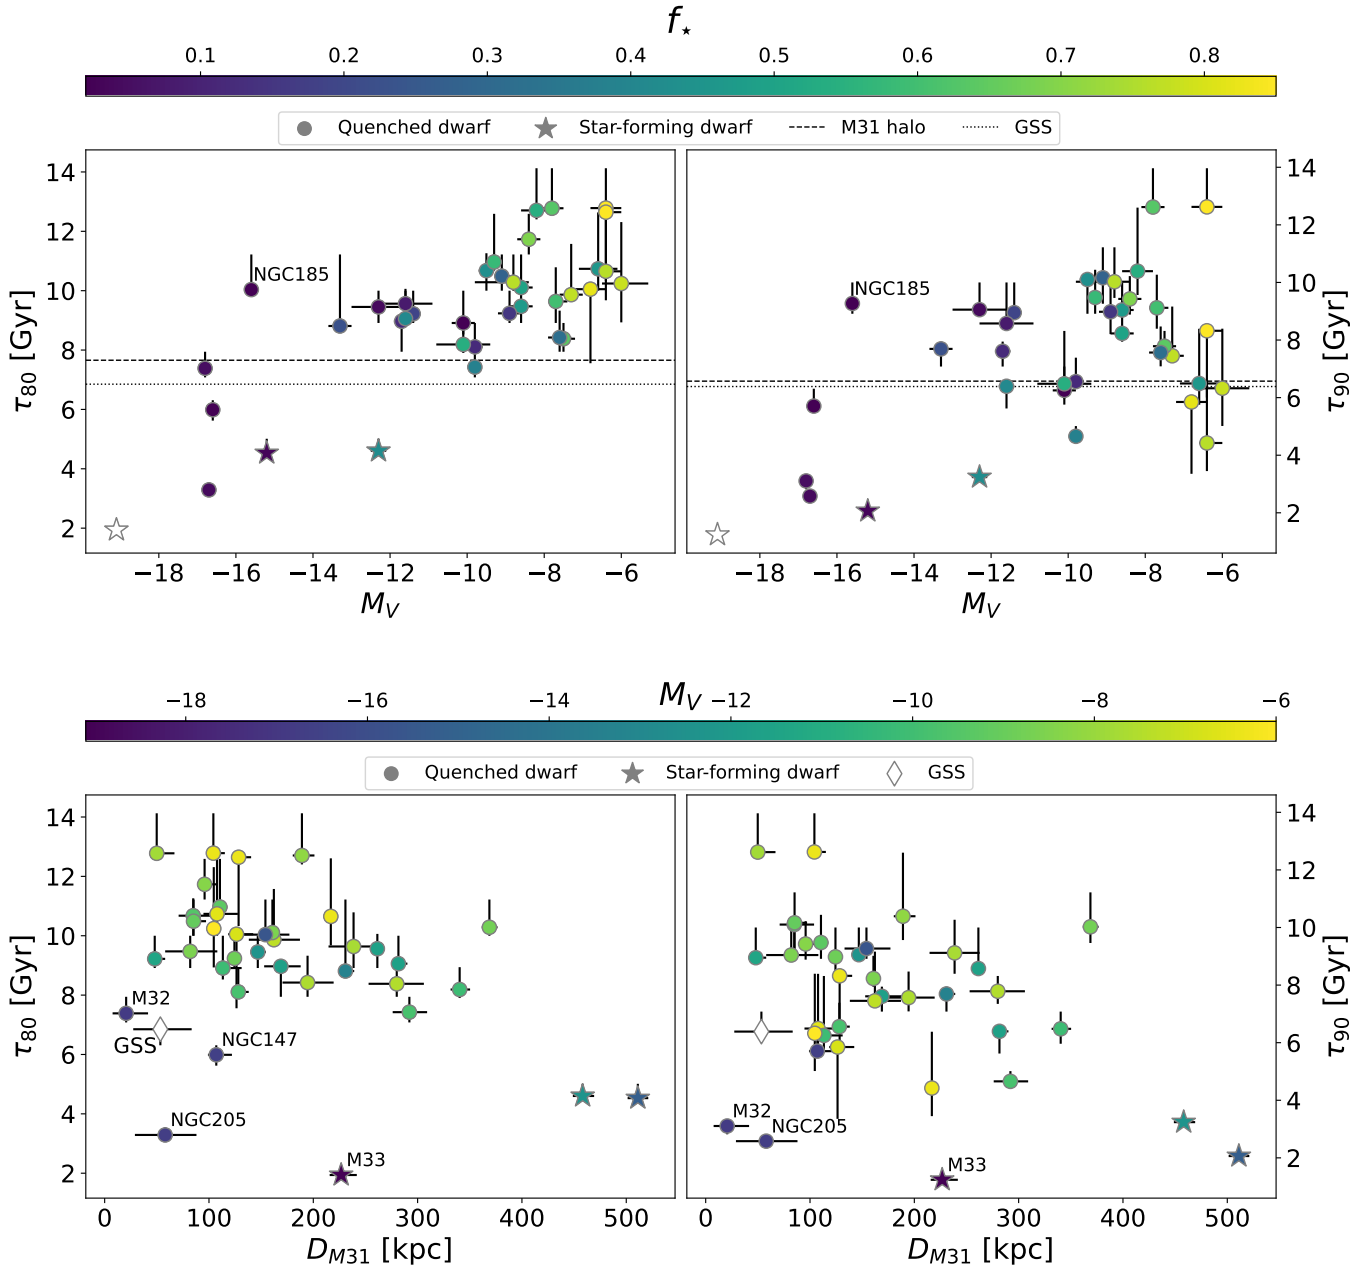 f⋆
0.1 0.2 0.3 0.4 0.5 0.6 0.7 0.8
Quenched dwarf Star-forming dwarf M31 halo GSS
14 12 10 8 6 4 2
τ80 [Gyr]
NGC185
−18 −16 −14 −12 −10 −8 −6
M_V
NGC185
14 12 10 8 6 4 2
τ90 [Gyr]
−18 −16 −14 −12 −10 −8 −6
M_V
M_V
−18 −16 −14 −12 −10 −8 −6
Quenched dwarf Star-forming dwarf GSS
14 12 10 8 6 4 2
τ80 [Gyr]
M32
GSS
NGC147
NGC205
M33
0 100 200 300 400 500
D_M31 [kpc]
M32
NGC205
M33
14 12 10 8 6 4 2
τ90 [Gyr]
0 100 200 300 400 500
D_M31 [kpc]